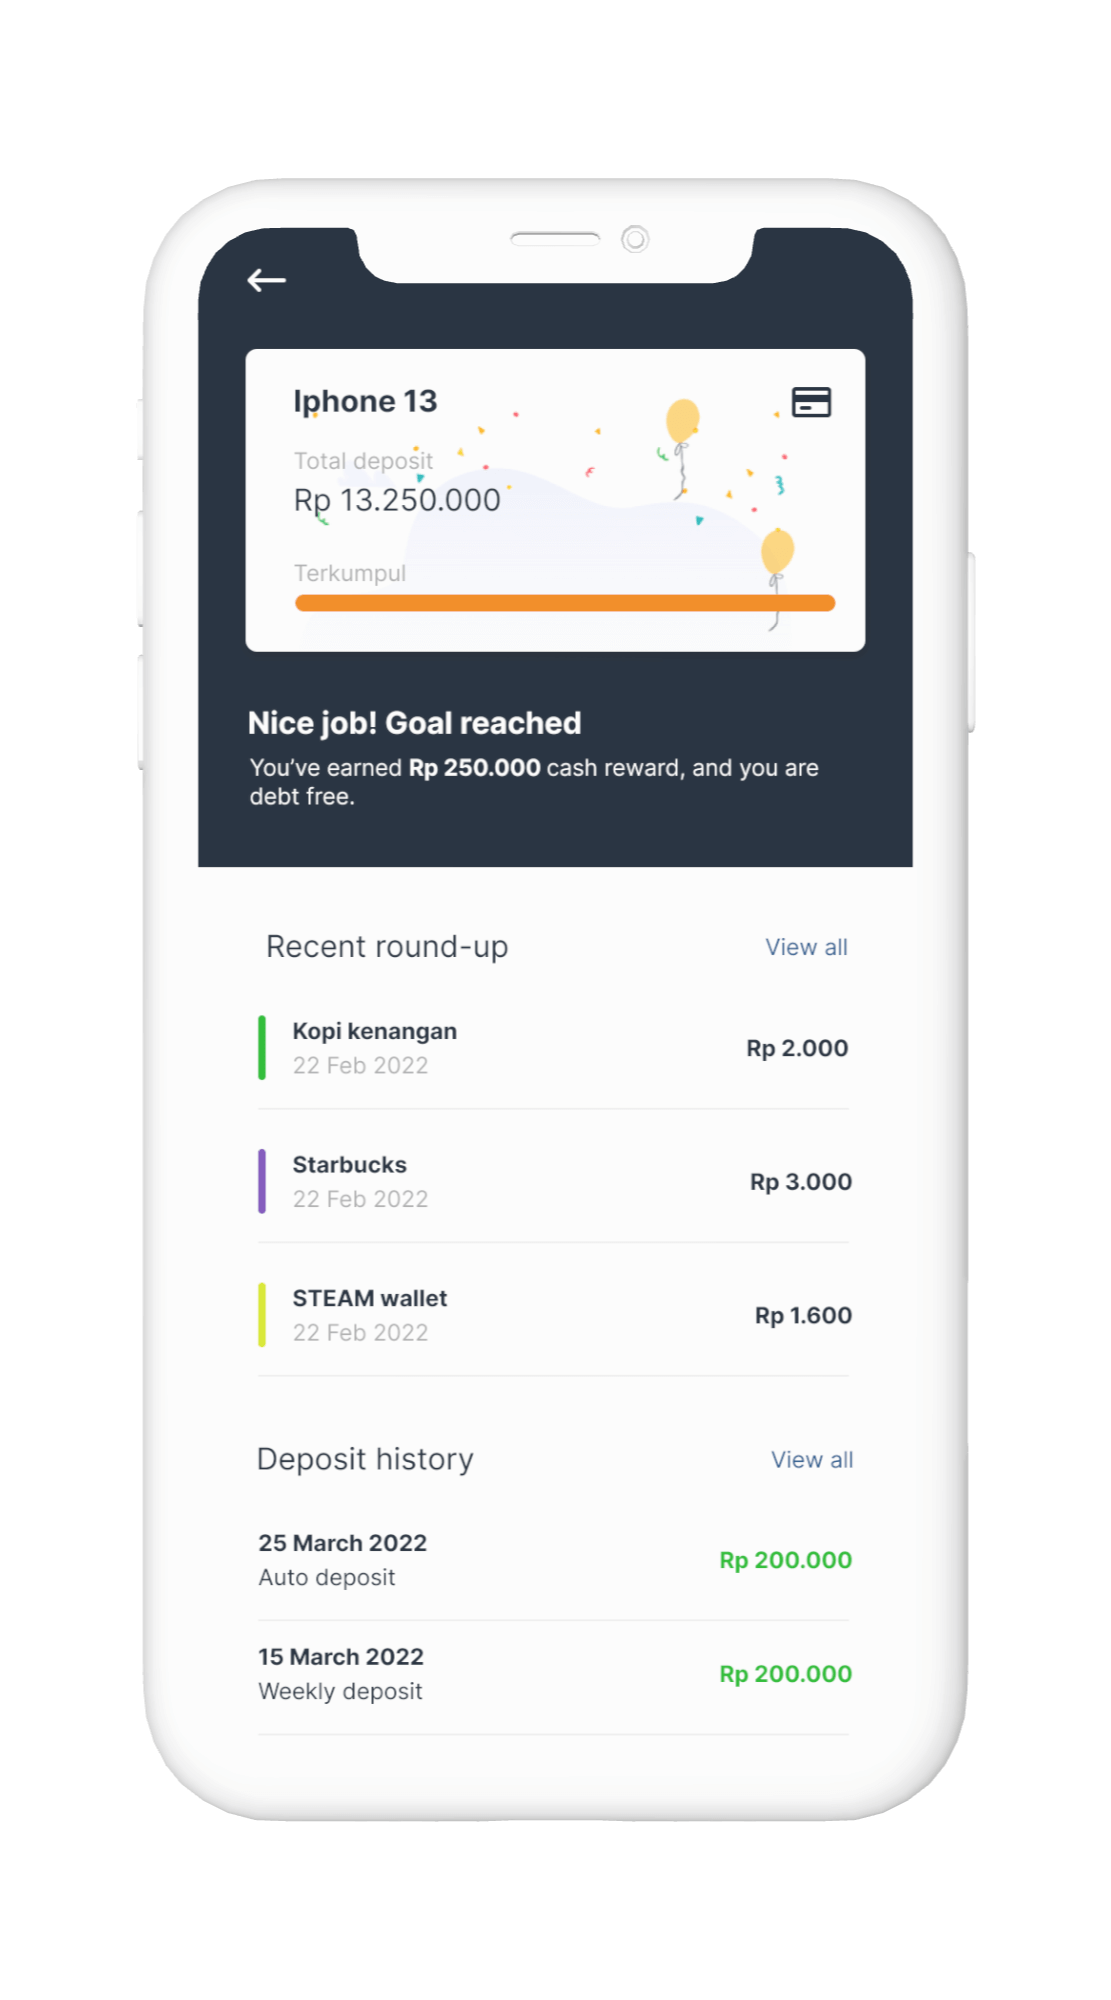 Iphone 13
Total deposit
Rp 13.250.000
Terkumpul
Nice job! Goal reached
You've earned Rp 250.000 cash reward, and you are
debt free.
Recent round-up
View all
Kopi kenangan
22 Feb 2022
Rp 2.000
Starbucks
22 Feb 2022
Rp 3.000
STEAM wallet
22 Feb 2022
Rp 1.600
Deposit history
View all
25 March 2022
Auto deposit
Rp 200.000
15 March 2022
Weekly deposit
Rp 200.000